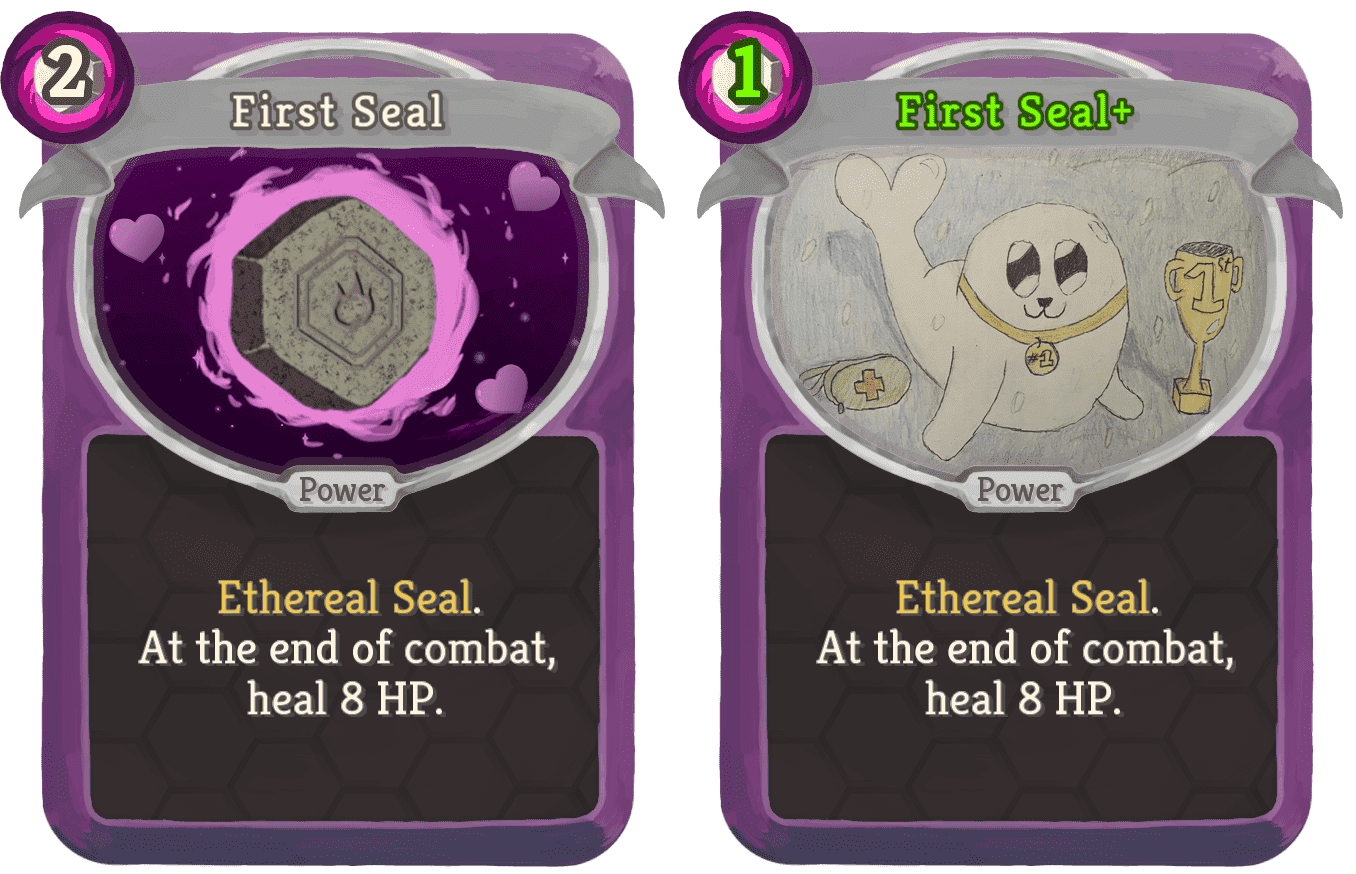 2
First Seal
Power
Ethereal Seal.
At the end of combat,
heal 8 HP.
1
First Seal+
#1
1st
Power
Ethereal Seal.
At the end of combat,
heal 8 HP.